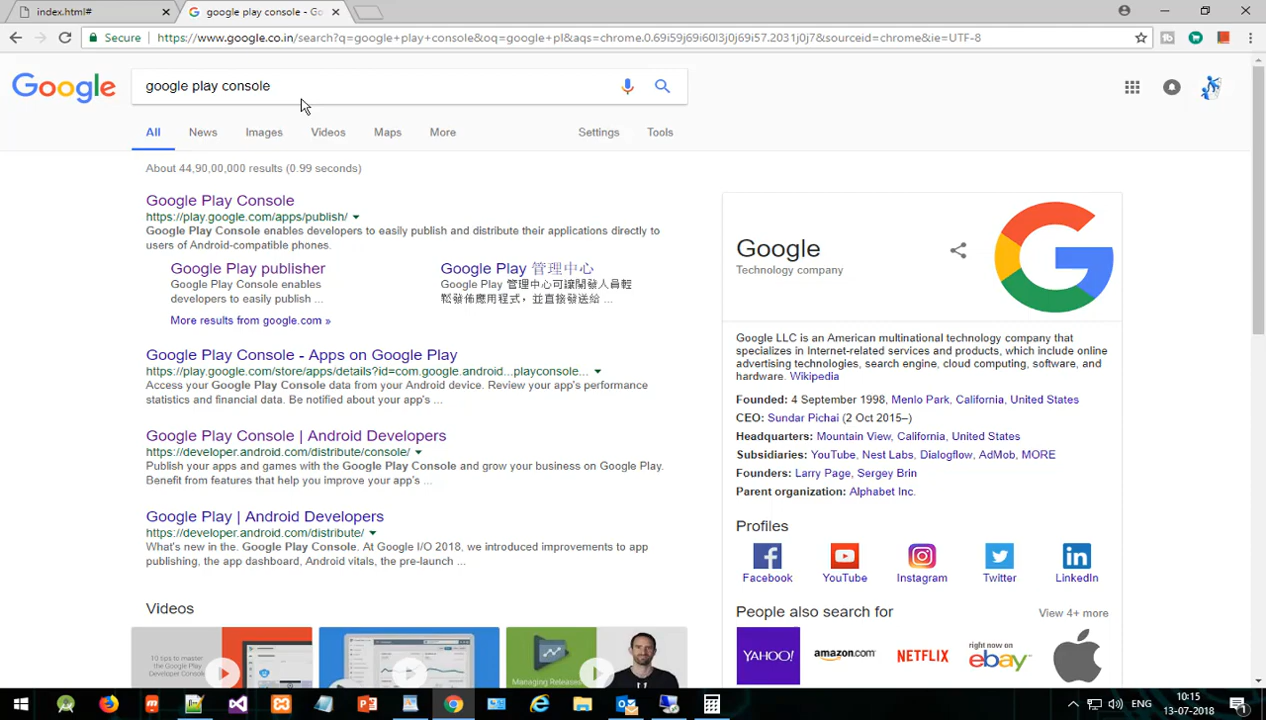 index.html#
google play console - Go
Secure
https://www.google.co.in/search?q=google+play+console&oq=google+pl&aqs=chrome.0.69i59j69i60l3j0j69i57.2031j0j7&sourceid=chrome&ie=UTF-8
Google
google play console
All News Images Videos Maps More Settings Tools
About 44,90,00,000 results (0.99 seconds)
Google Play Console
https://play.google.com/apps/publish/
Google Play Console enables developers to easily publish and distribute their applications directly to
users of Android-compatible phones.
Google Play publisher
Google Play Console enables
developers to easily publish ...
Google Play 管理中心
Google Play 管理中心可讓開發人員輕
鬆發佈應用程式，並直接發送給 ...
More results from google.com »
Google Play Console - Apps on Google Play
https://play.google.com/store/apps/details?id=com.google.android...playconsole...
Access your Google Play Console data from your Android device. Review your app's performance
statistics and financial data. Be notified about your app's ...
Google Play Console | Android Developers
https://developer.android.com/distribute/console/
Publish your apps and games with the Google Play Console and grow your business on Google Play.
Benefit from features that help you improve your app's ...
Google Play | Android Developers
https://developer.android.com/distribute/
What's new in the. Google Play Console. At Google I/O 2018, we introduced improvements to app
publishing, the app dashboard, Android vitals, the pre-launch ...
Videos
10 tips to master
the Google Play
Developer Console
Managing Releases
Google
Technology company
Google LLC is an American multinational technology company that
specializes in Internet-related services and products, which include online
advertising technologies, search engine, cloud computing, software, and
hardware. Wikipedia
Founded: 4 September 1998, Menlo Park, California, United States
CEO: Sundar Pichai (2 Oct 2015–)
Headquarters: Mountain View, California, United States
Subsidiaries: YouTube, Nest Labs, Dialogflow, AdMob, MORE
Founders: Larry Page, Sergey Brin
Parent organization: Alphabet Inc.
Profiles
Facebook YouTube Instagram Twitter LinkedIn
People also search for
View 4+ more
YAHOO!
amazon.com
NETFLIX
right now on
ebay
ENG
10:15
13-07-2018
1